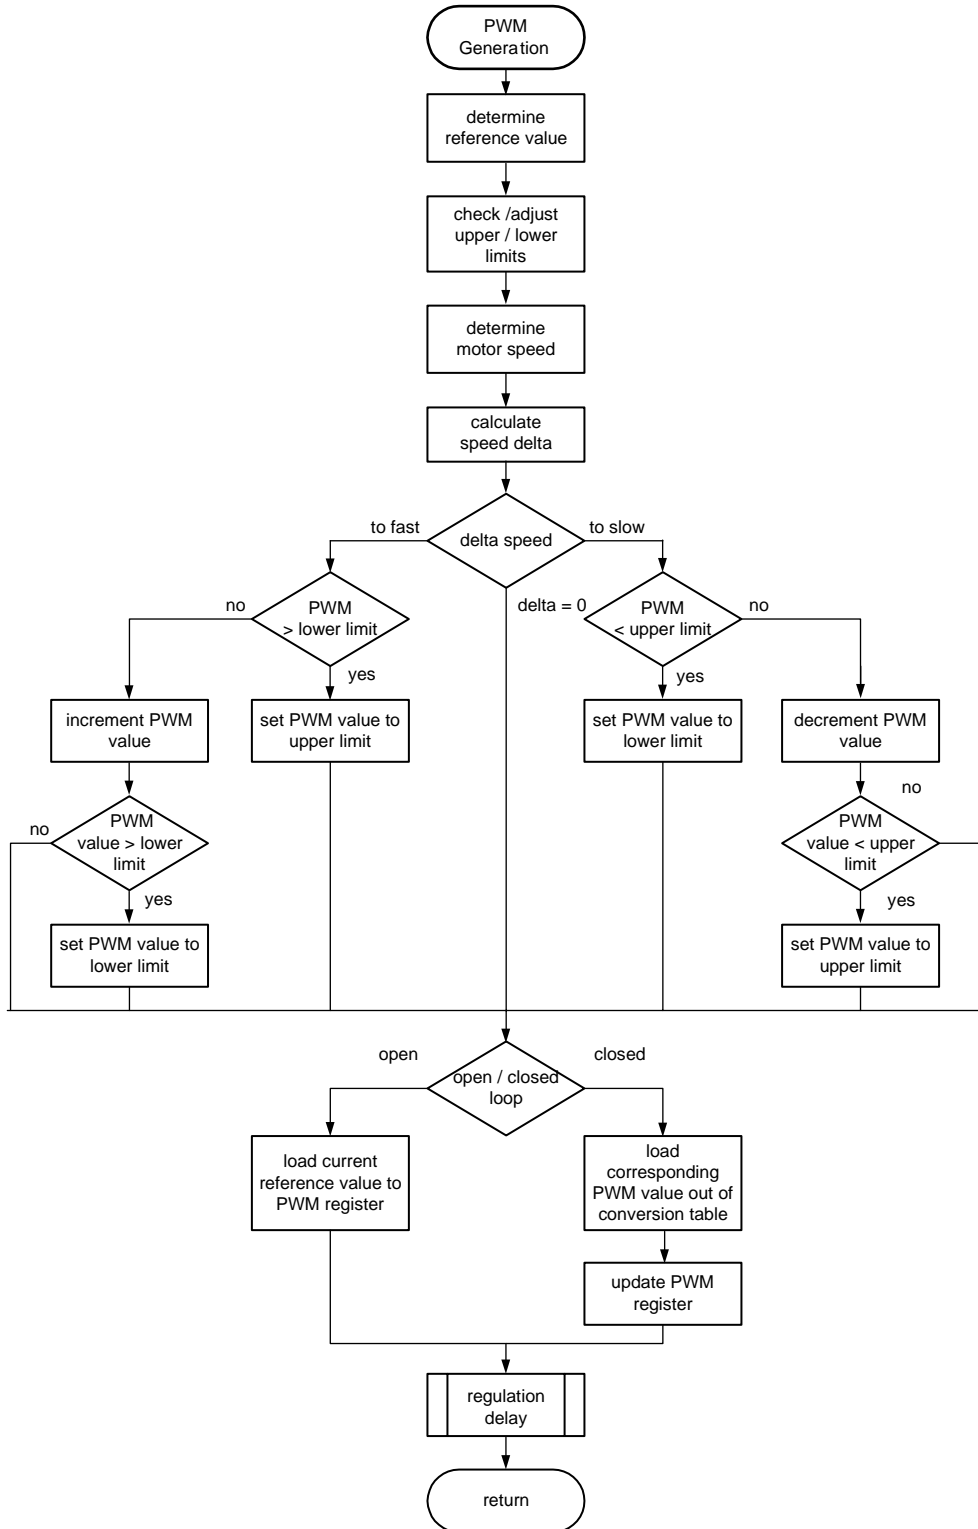 PWM
Generation
determine
reference value
check /adjust
upper / lower
limits
determine
motor speed
calculate
speed delta
to fast
delta speed
to slow
no
PWM
> lower limit
delta = 0
PWM
< upper limit
no
yes
yes
increment PWM
value
set PWM value to
upper limit
set PWM value to
lower limit
decrement PWM
value
no
PWM
value > lower
limit
no
PWM
value < upper
limit
yes
yes
set PWM value to
lower limit
set PWM value to
upper limit
open
closed
open / closed
loop
load current
reference value to
PWM register
load
corresponding
PWM value out of
conversion table
update PWM
register
regulation
delay
return